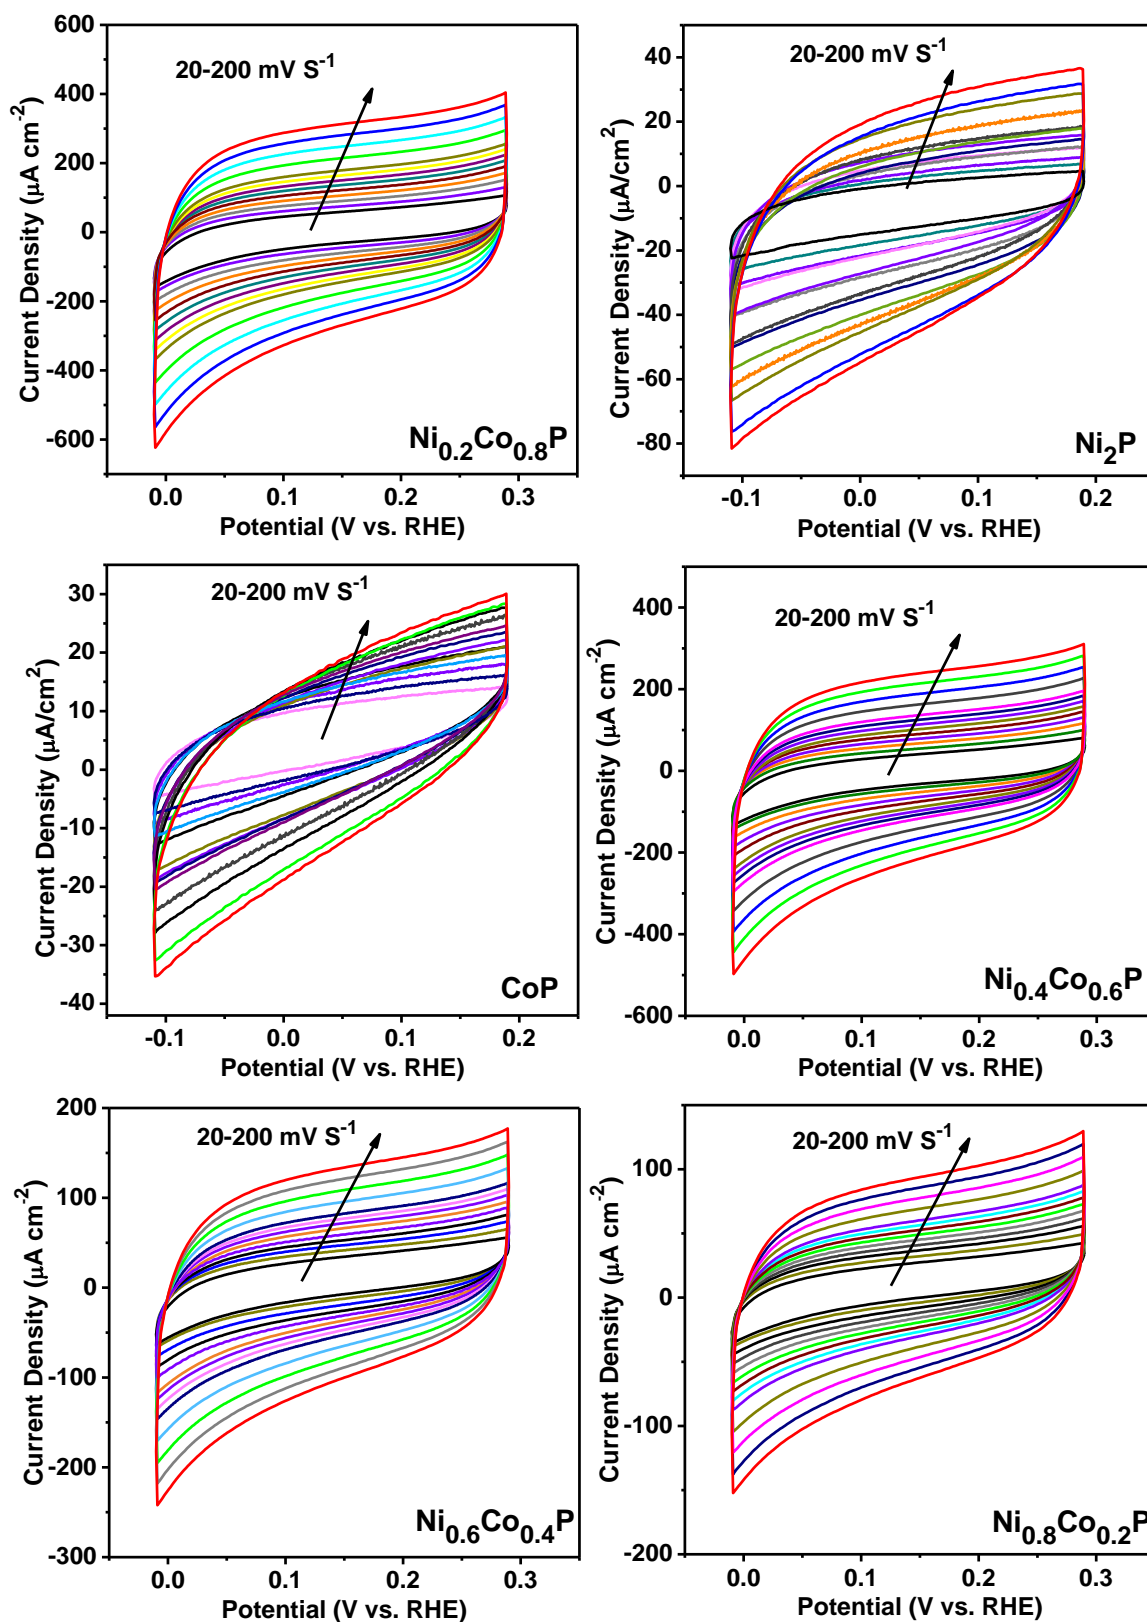 600
400
200
0
-200
-400
-600
Current Density (μA cm⁻²)
20-200 mV S⁻¹
Ni₀.₂Co₀.₈P
0.0 0.1 0.2 0.3
Potential (V vs. RHE)
40
20
0
-20
-40
-60
-80
Current Density (μA/cm²)
20-200 mV S⁻¹
Ni₂P
-0.1 0.0 0.1 0.2
Potential (V vs. RHE)
30
20
10
0
-10
-20
-30
-40
Current Density (μA/cm²)
20-200 mV S⁻¹
CoP
-0.1 0.0 0.1 0.2
Potential (V vs. RHE)
400
200
0
-200
-400
-600
Current Density (μA cm⁻²)
20-200 mV S⁻¹
Ni₀.₄Co₀.₆P
0.0 0.1 0.2 0.3
Potential (V vs. RHE)
200
100
0
-100
-200
-300
Current Density (μA cm⁻²)
20-200 mV S⁻¹
Ni₀.₆Co₀.₄P
0.0 0.1 0.2 0.3
Potential (V vs. RHE)
100
0
-100
-200
Current Density (μA cm⁻²)
20-200 mV S⁻¹
Ni₀.₈Co₀.₂P
0.0 0.1 0.2 0.3
Potential (V vs. RHE)